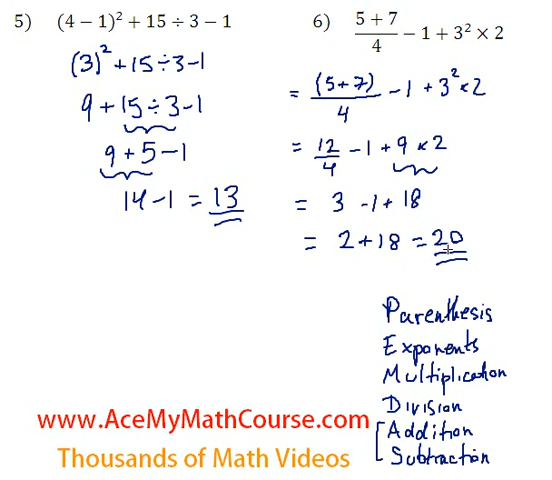 5) (4 − 1)² + 15 ÷ 3 − 1
(3)² + 15 ÷ 3 − 1
9 + 15 ÷ 3 − 1
9 + 5 − 1
14 − 1 = 13
6) (5 + 7)/4 − 1 + 3² × 2
= (5 + 7)/4 − 1 + 3² × 2
= 12/4 − 1 + 9 × 2
= 3 − 1 + 18
= 2 + 18 = 20
Parenthesis
Exponents
Multiplication
Division
Addition
Subtraction
www.AceMyMathCourse.com
Thousands of Math Videos